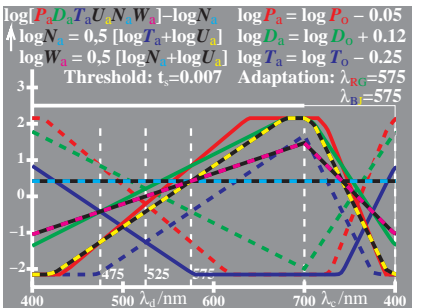 log[PaDaTaUaNaWa]–logNa logPa = logPo - 0.05
logNa = 0,5 [logTa+logUa] logDa = logDo + 0.12
logWa = 0,5 [logNa+logUa] logTa = logTo - 0.25
Threshold: ts=0.007 Adaptation: λRG=575
λBJ=575
3
2
1
0
−1
−2
475 525 575
400 500 λd/nm 600 700 λc/nm 400